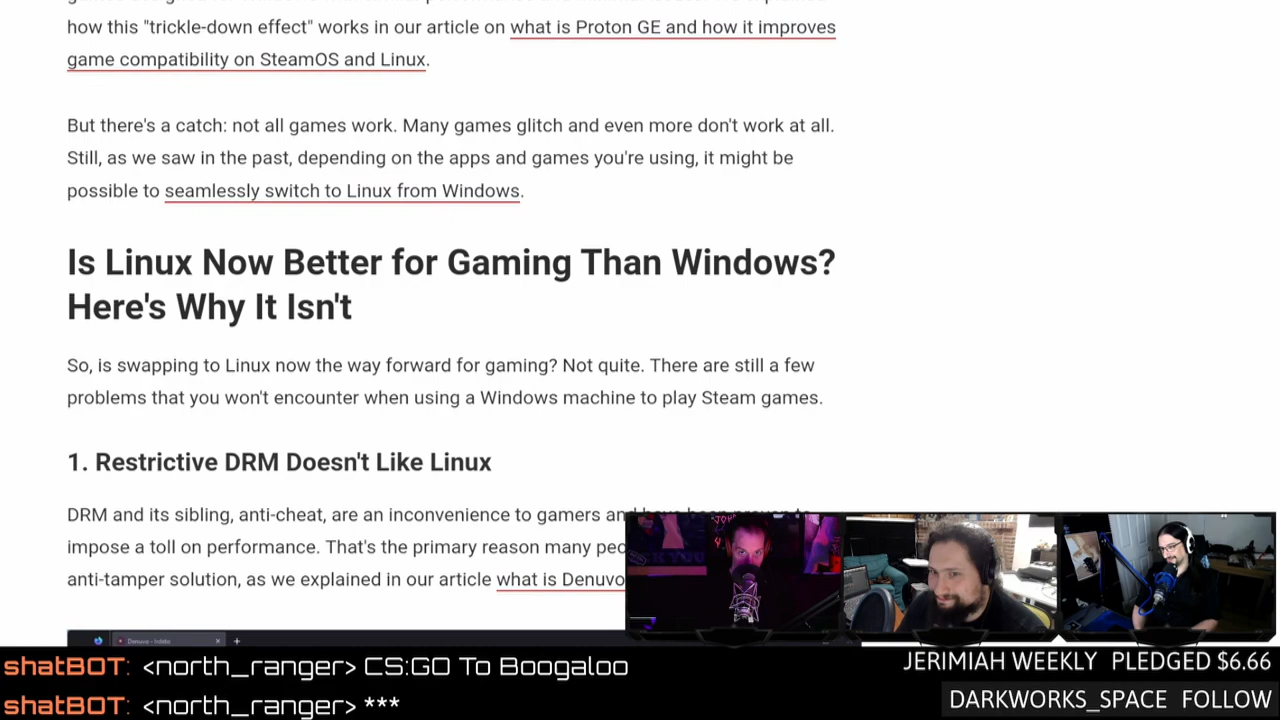 how this "trickle-down effect" works in our article on what is Proton GE and how it improves
game compatibility on SteamOS and Linux.
But there's a catch: not all games work. Many games glitch and even more don't work at all.
Still, as we saw in the past, depending on the apps and games you're using, it might be
possible to seamlessly switch to Linux from Windows.
Is Linux Now Better for Gaming Than Windows?
Here's Why It Isn't
So, is swapping to Linux now the way forward for gaming? Not quite. There are still a few
problems that you won't encounter when using a Windows machine to play Steam games.
1. Restrictive DRM Doesn't Like Linux
DRM and its sibling, anti-cheat, are an inconvenience to gamers and
impose a toll on performance. That's the primary reason many
anti-tamper solution, as we explained in our article what is Denuvo
Denuvo - Irdeto
shatBOT: <north_ranger> CS:GO To Boogaloo
JERIMIAH WEEKLY PLEDGED $6.66
shatBOT: <north_ranger> ***
DARKWORKS_SPACE FOLLOW